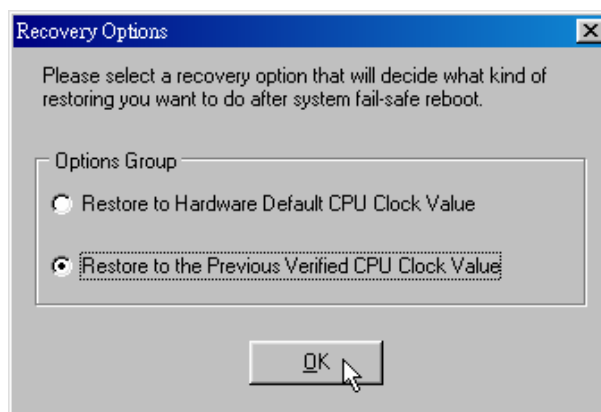 Recovery Options
Please select a recovery option that will decide what kind of
restoring you want to do after system fail-safe reboot.
Options Group
Restore to Hardware Default CPU Clock Value
Restore to the Previous Verified CPU Clock Value
OK